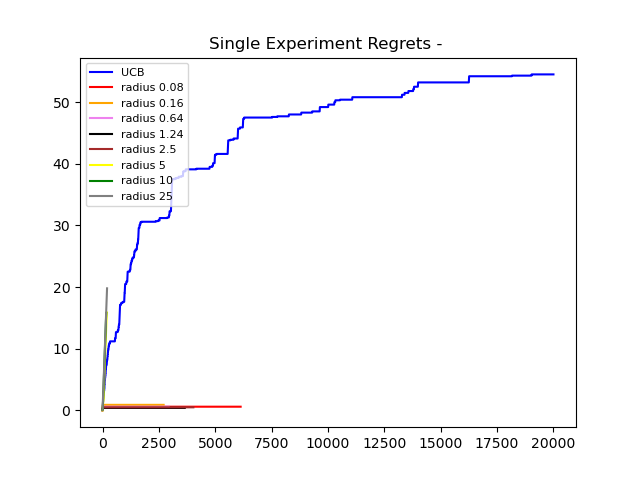 Single Experiment Regrets -
UCB
radius 0.08
radius 0.16
radius 0.64
radius 1.24
radius 2.5
radius 5
radius 10
radius 25
50
40
30
20
10
0
0 2500 5000 7500 10000 12500 15000 17500 20000